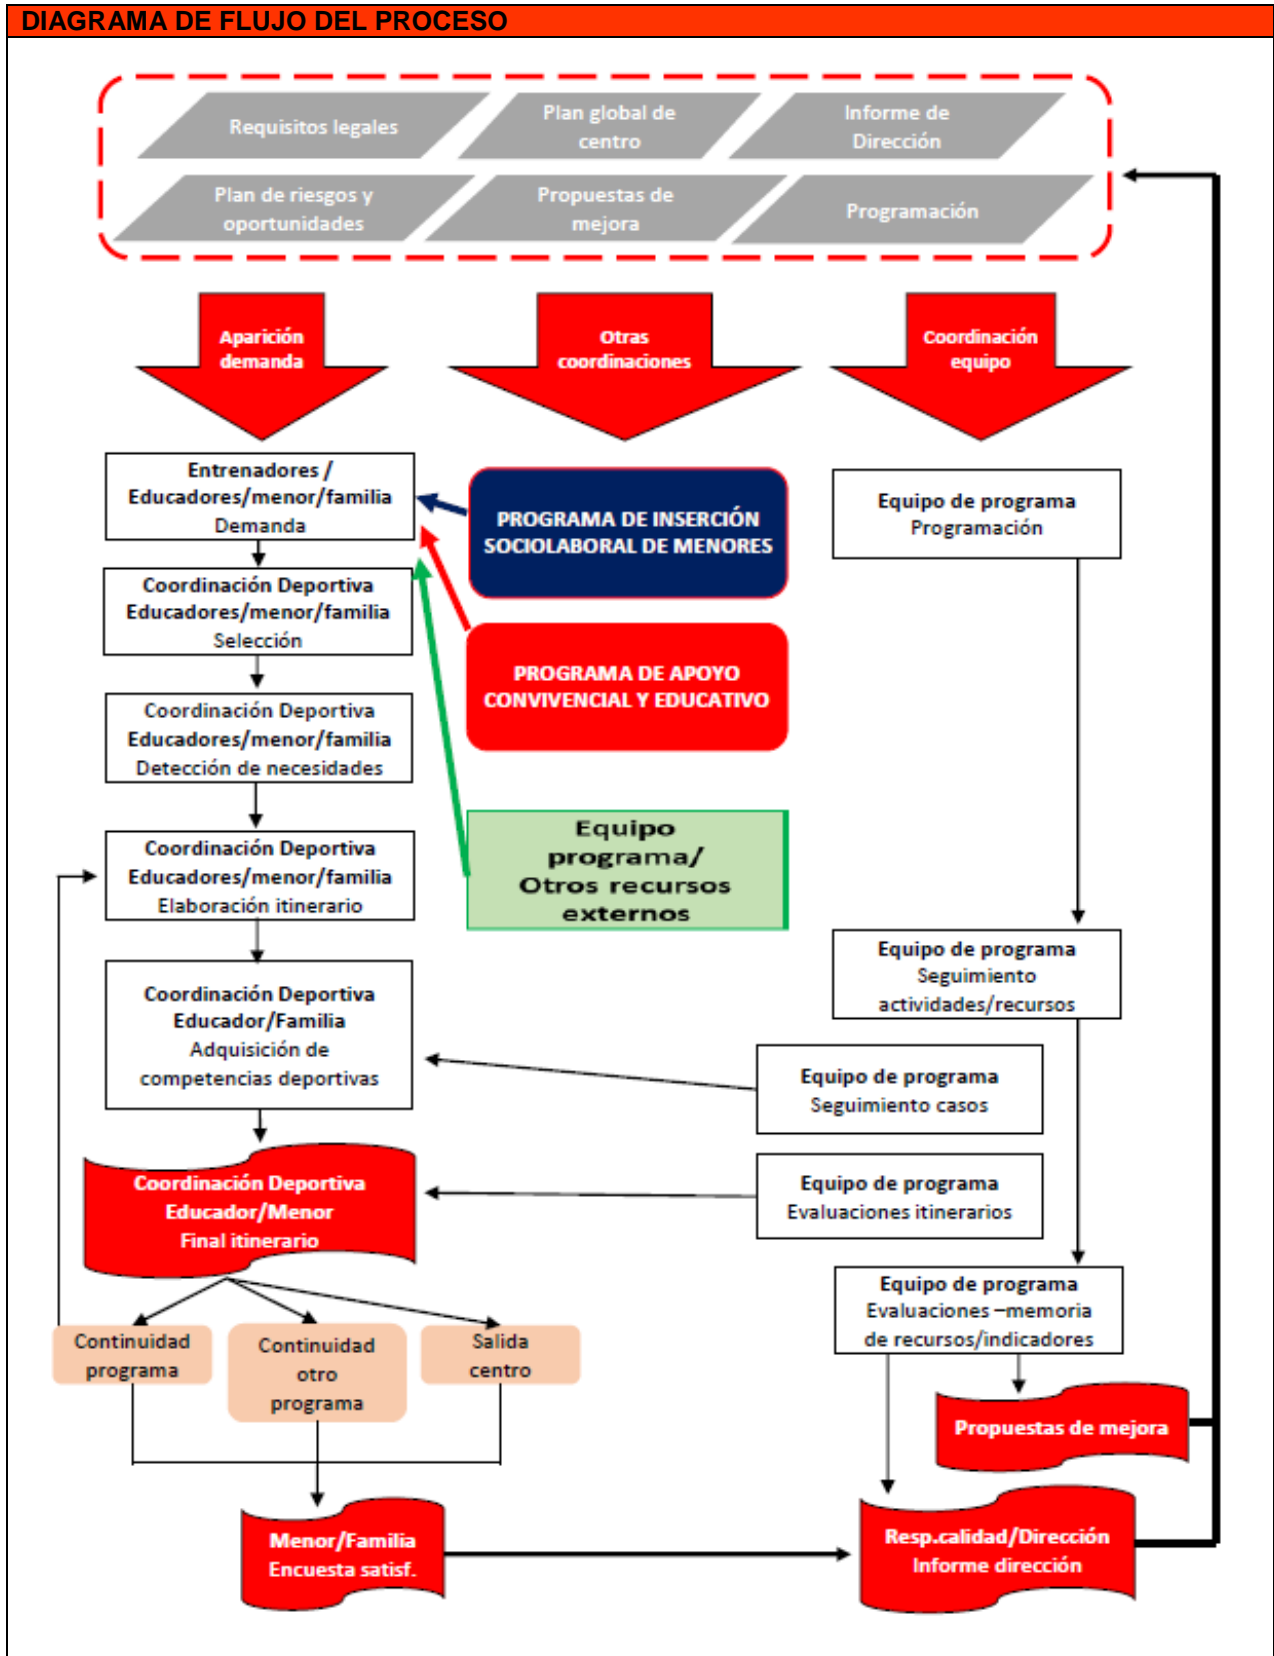 DIAGRAMA DE FLUJO DEL PROCESO
Requisitos legales
Plan global de
centro
Informe de
Dirección
Plan de riesgos y
oportunidades
Propuestas de
mejora
Programación
Aparición
demanda
Otras
coordinaciones
Coordinación
equipo
Entrenadores /
Educadores/menor/familia
Demanda
Coordinación Deportiva
Educadores/menor/familia
Selección
Coordinación Deportiva
Educadores/menor/familia
Detección de necesidades
Coordinación Deportiva
Educadores/menor/familia
Elaboración itinerario
Coordinación Deportiva
Educador/Familia
Adquisición de
competencias deportivas
Coordinación Deportiva
Educador/Menor
Final itinerario
Continuidad
programa
Continuidad
otro
programa
Salida
centro
Menor/Familia
Encuesta satisf.
PROGRAMA DE INSERCIÓN
SOCIOLABORAL DE MENORES
PROGRAMA DE APOYO
CONVIVENCIAL Y EDUCATIVO
Equipo
programa/
Otros recursos
externos
Equipo de programa
Programación
Equipo de programa
Seguimiento
actividades/recursos
Equipo de programa
Seguimiento casos
Equipo de programa
Evaluaciones itinerarios
Equipo de programa
Evaluaciones –memoria
de recursos/indicadores
Propuestas de mejora
Resp.calidad/Dirección
Informe dirección